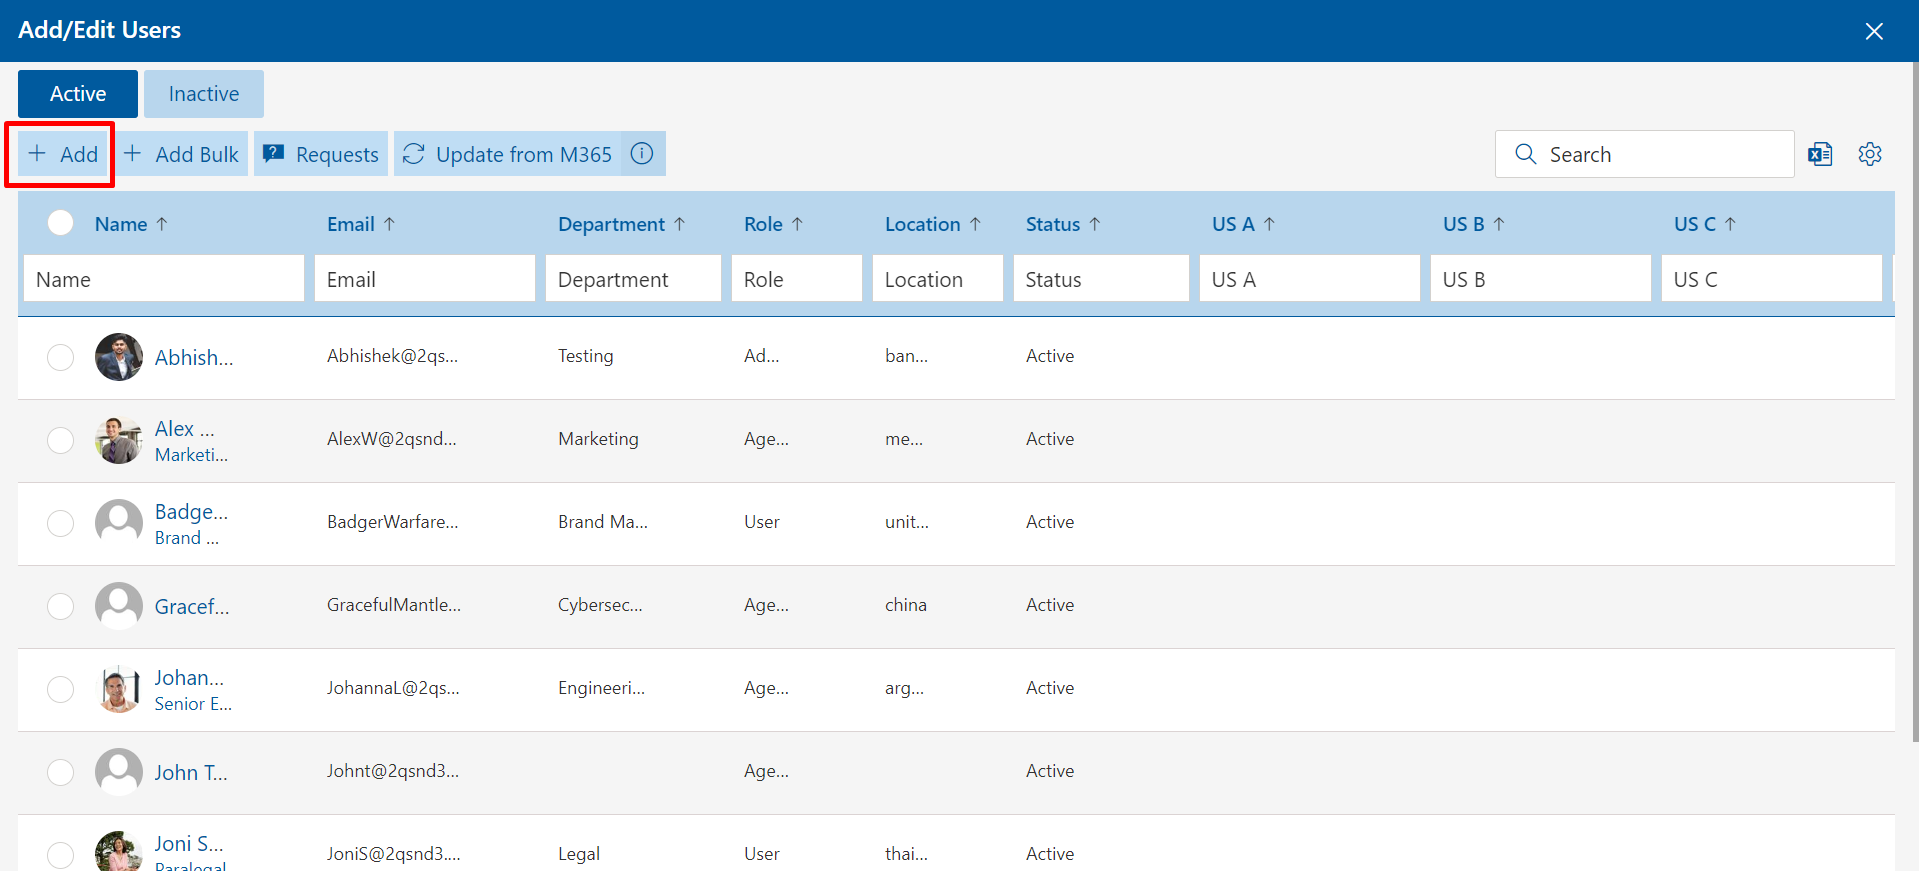 Add/Edit Users
Active Inactive
Add Add Bulk Requests Update from M365 Search
Name Email Department Role Location Status US A US B US C
Name Email Department Role Location Status US A US B US C
Abhish... Abhishek@2qs... Testing Ad... ban... Active
Alex ... AlexW@2qsnd... Marketing Age... me... Active
Marketi...
Badge... BadgerWarfare... Brand Ma... User unit... Active
Brand ...
Gracef... GracefulMantle... Cybersec... Age... china Active
Johan... JohannaL@2qs... Engineeri... Age... arg... Active
Senior E...
John T... Johnt@2qsnd3... Age... Active
Joni S... JoniS@2qsnd3.... Legal User thai... Active
Paralegal